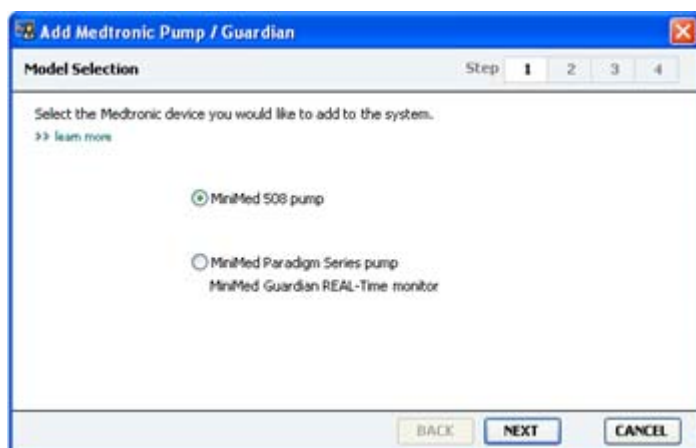 Add Medtronic Pump / Guardian
Model Selection Step 1 2 3 4
Select the Medtronic device you would like to add to the system.
>> learn more
MiniMed 508 pump
MiniMed Paradigm Series pump
MiniMed Guardian REAL-Time monitor
BACK NEXT CANCEL